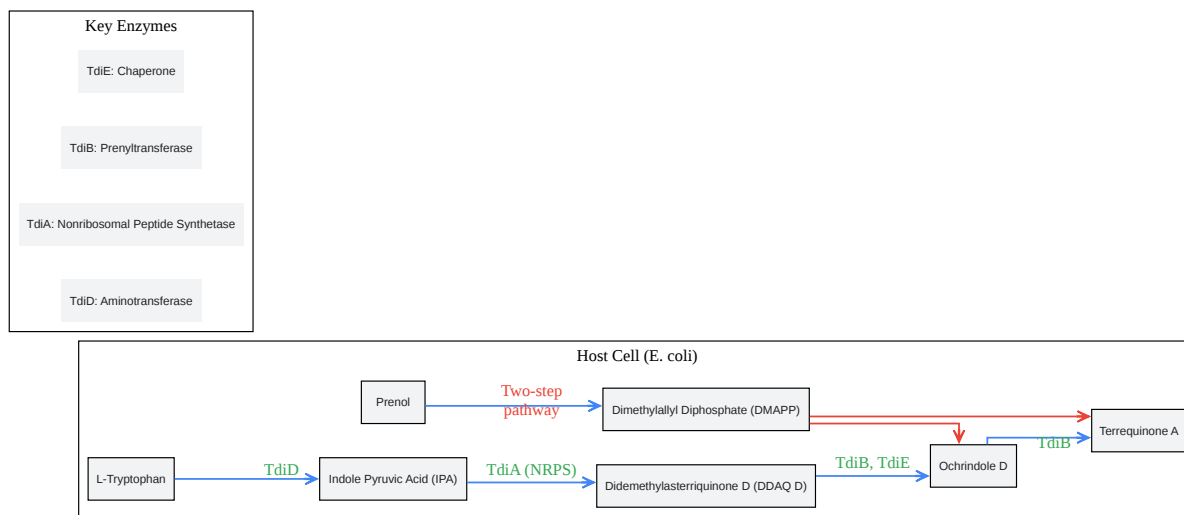 Key Enzymes
TdiE: Chaperone
TdiB: Prenyltransferase
TdiA: Nonribosomal Peptide Synthetase
TdiD: Aminotransferase
Host Cell (E. coli)
Prenol
Two-step
pathway
Dimethylallyl Diphosphate (DMAPP)
Terrequinone A
L-Tryptophan
TdiD
Indole Pyruvic Acid (IPA)
TdiA (NRPS)
Didemethylasterriquinone D (DDAQ D)
TdiB, TdiE
Ochrindole D
TdiB